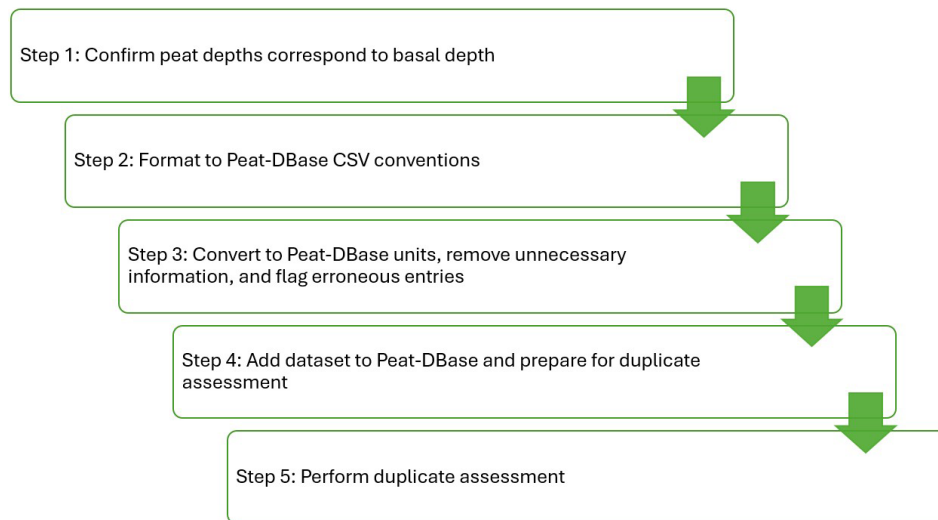 Step 1: Confirm peat depths correspond to basal depth
Step 2: Format to Peat-DBase CSV conventions
Step 3: Convert to Peat-DBase units, remove unnecessary
information, and flag erroneous entries
Step 4: Add dataset to Peat-DBase and prepare for duplicate
assessment
Step 5: Perform duplicate assessment